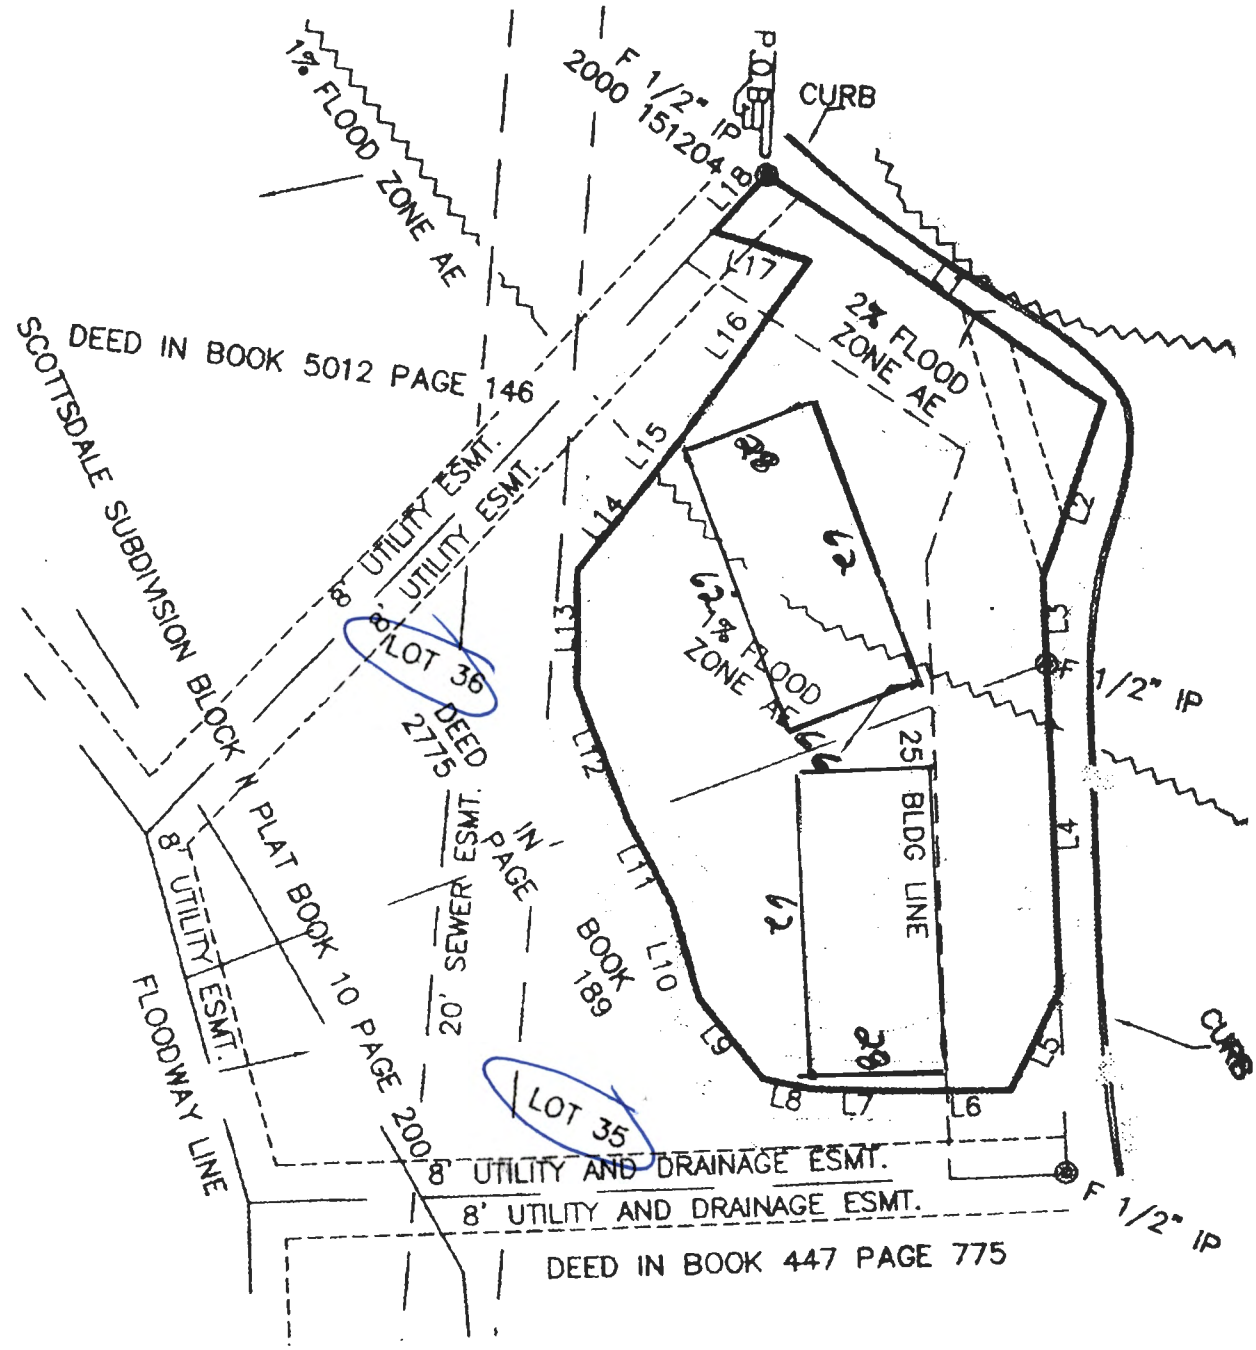 P.O.B
CURB
F 1/2" IP
2000 151204
1% FLOOD
ZONE AE
L18
L17
L1
L16
2% FLOOD
ZONE AE
DEED IN BOOK 5012 PAGE 146
SCOTTSDALE SUBDIVISION BLOCK N PLAT BOOK 10 PAGE 200
L15
28
L2
L14
8' UTILITY ESMT.
8' UTILITY ESMT.
62
62
L13
L3
1% FLOOD
ZONE AE
LOT 36
F 1/2" IP
DEED
2775
L12
25' BLDG LINE
L4
IN
PAGE
L11
8' UTILITY ESMT.
20' SEWER ESMT.
BOOK
189
L10
FLOODWAY LINE
L9
28
L5
CURB
LOT 35
L8
L7
L6
8' UTILITY AND DRAINAGE ESMT.
8' UTILITY AND DRAINAGE ESMT.
F 1/2" IP
DEED IN BOOK 447 PAGE 775